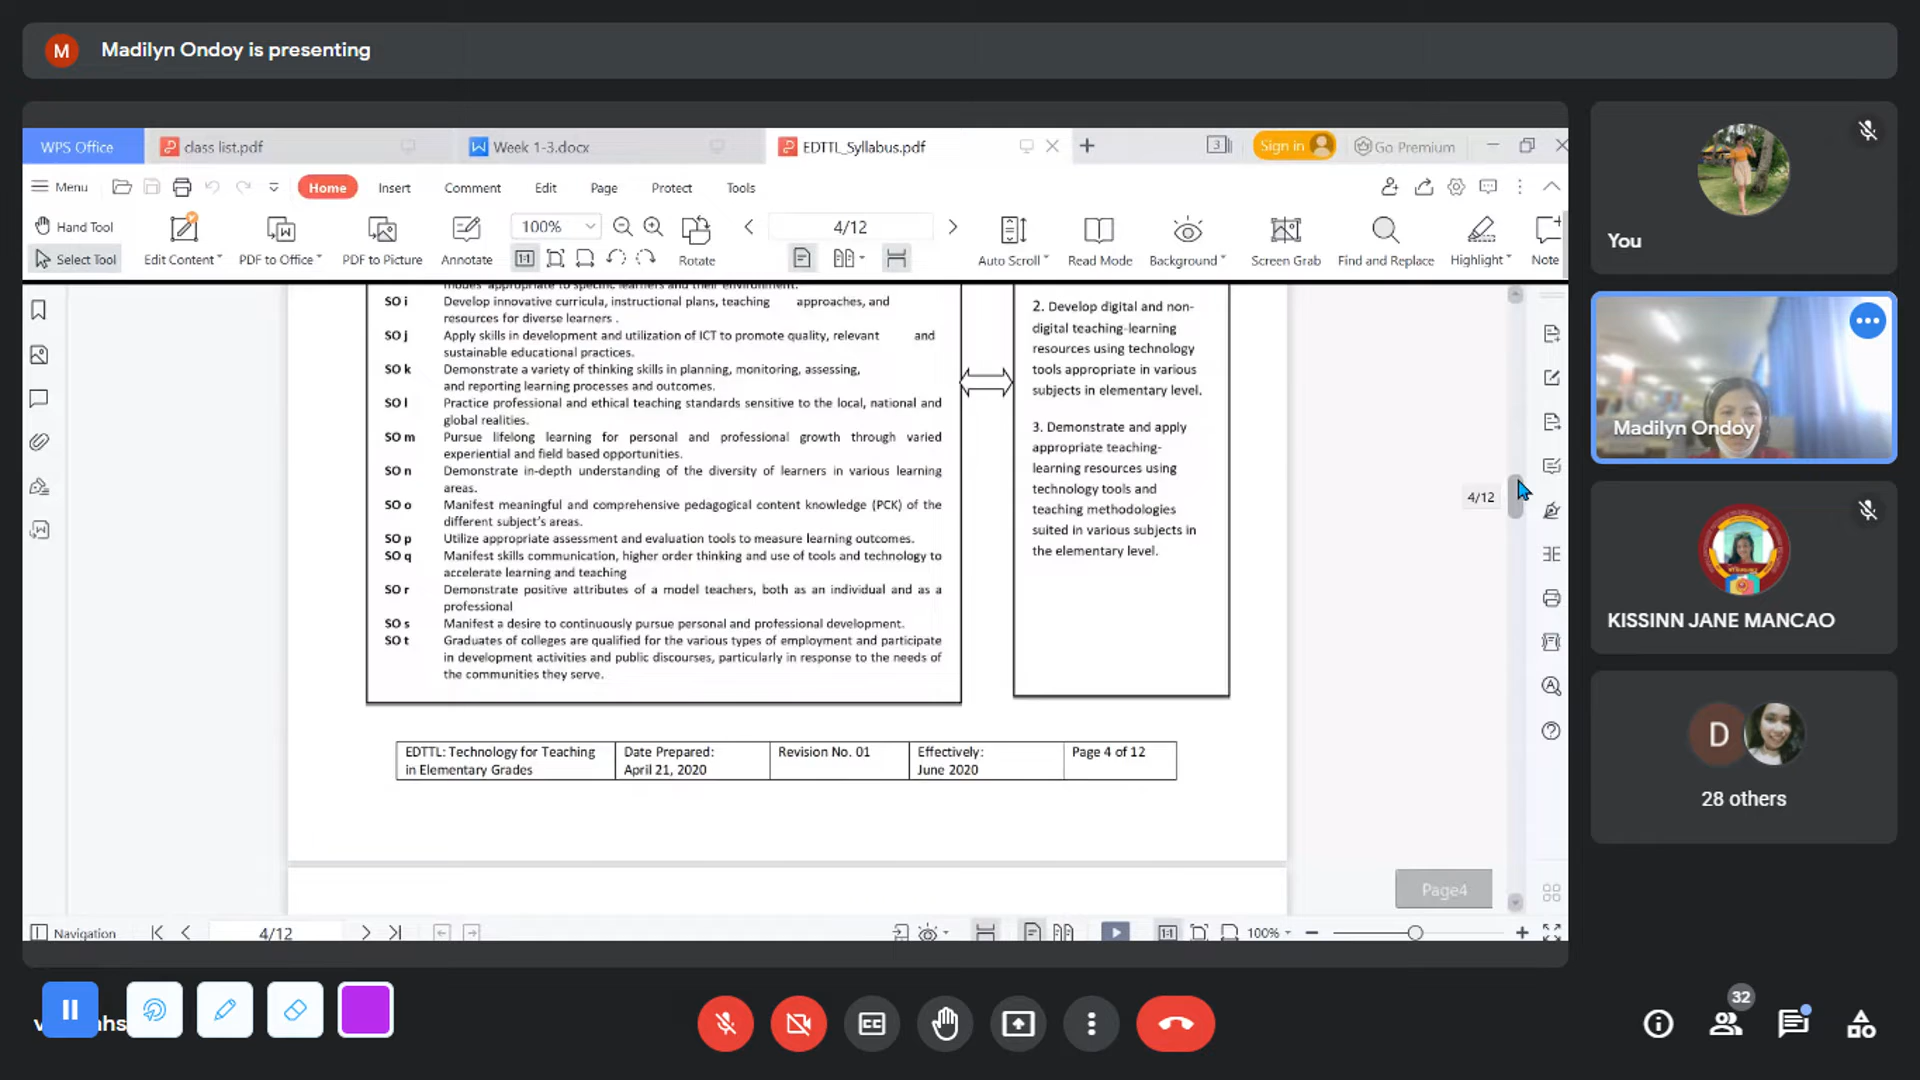 M Madilyn Ondoy is presenting
WPS Office class list.pdf Week 1-3.docx EDTTL_Syllabus.pdf 3 Sign in Go Premium
Menu Home Insert Comment Edit Page Protect Tools
Hand Tool 100% 4/12
Select Tool Edit Content PDF to Office PDF to Picture Annotate 1:1 Rotate Auto Scroll Read Mode Background Screen Grab Find and Replace Highlight Note
modes appropriate to specific learners and their environment.
SO i Develop innovative curricula, instructional plans, teaching approaches, and
resources for diverse learners .
SO j Apply skills in development and utilization of ICT to promote quality, relevant and
sustainable educational practices.
SO k Demonstrate a variety of thinking skills in planning, monitoring, assessing,
and reporting learning processes and outcomes.
SO l Practice professional and ethical teaching standards sensitive to the local, national and
global realities.
SO m Pursue lifelong learning for personal and professional growth through varied
experiential and field based opportunities.
SO n Demonstrate in-depth understanding of the diversity of learners in various learning
areas.
SO o Manifest meaningful and comprehensive pedagogical content knowledge (PCK) of the
different subject's areas.
SO p Utilize appropriate assessment and evaluation tools to measure learning outcomes.
SO q Manifest skills communication, higher order thinking and use of tools and technology to
accelerate learning and teaching
SO r Demonstrate positive attributes of a model teachers, both as an individual and as a
professional
SO s Manifest a desire to continuously pursue personal and professional development.
SO t Graduates of colleges are qualified for the various types of employment and participate
in development activities and public discourses, particularly in response to the needs of
the communities they serve.
2. Develop digital and non-
digital teaching-learning
resources using technology
tools appropriate in various
subjects in elementary level.
3. Demonstrate and apply
appropriate teaching-
learning resources using
technology tools and
teaching methodologies
suited in various subjects in
the elementary level.
4/12
EDTTL: Technology for Teaching
in Elementary Grades
Date Prepared:
April 21, 2020
Revision No. 01
Effectively:
June 2020
Page 4 of 12
Page4
Navigation 4/12 1:1 100%
You
Madilyn Ondoy
KISSINN JANE MANCAO
D
28 others
32